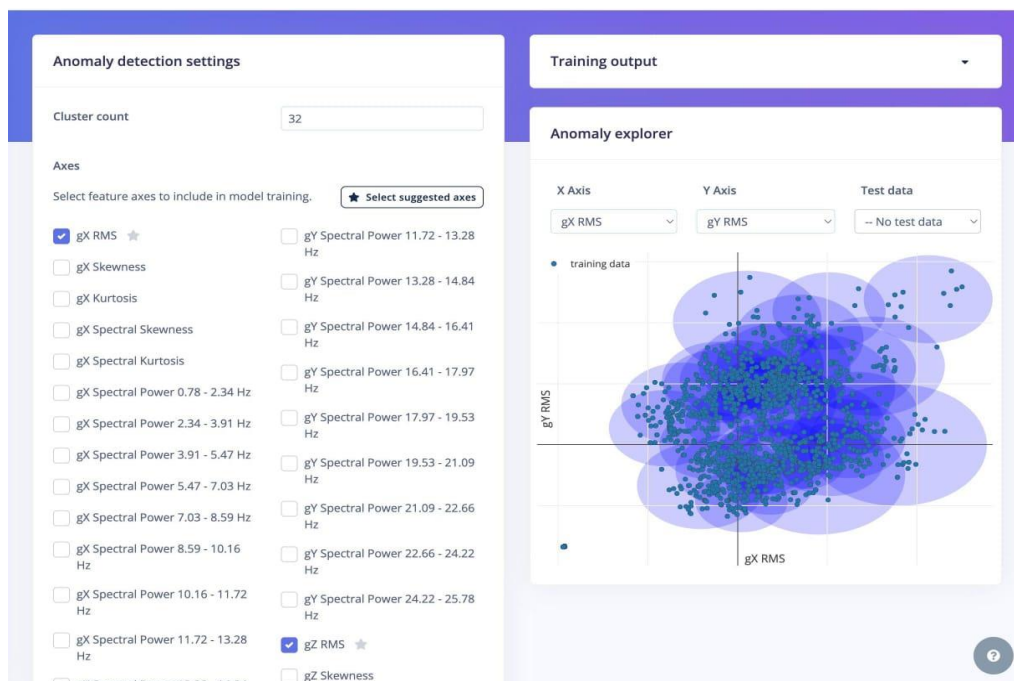 Anomaly detection settings
Cluster count
32
Axes
Select feature axes to include in model training.
Select suggested axes
gX RMS
gX Skewness
gX Kurtosis
gX Spectral Skewness
gX Spectral Kurtosis
gX Spectral Power 0.78 - 2.34 Hz
gX Spectral Power 2.34 - 3.91 Hz
gX Spectral Power 3.91 - 5.47 Hz
gX Spectral Power 5.47 - 7.03 Hz
gX Spectral Power 7.03 - 8.59 Hz
gX Spectral Power 8.59 - 10.16
Hz
gX Spectral Power 10.16 - 11.72
Hz
gX Spectral Power 11.72 - 13.28
Hz
gY Spectral Power 11.72 - 13.28
Hz
gY Spectral Power 13.28 - 14.84
Hz
gY Spectral Power 14.84 - 16.41
Hz
gY Spectral Power 16.41 - 17.97
Hz
gY Spectral Power 17.97 - 19.53
Hz
gY Spectral Power 19.53 - 21.09
Hz
gY Spectral Power 21.09 - 22.66
Hz
gY Spectral Power 22.66 - 24.22
Hz
gY Spectral Power 24.22 - 25.78
Hz
gZ RMS
gZ Skewness
Training output
Anomaly explorer
X Axis
gX RMS
Y Axis
gY RMS
Test data
-- No test data
training data
gY RMS
gX RMS
?